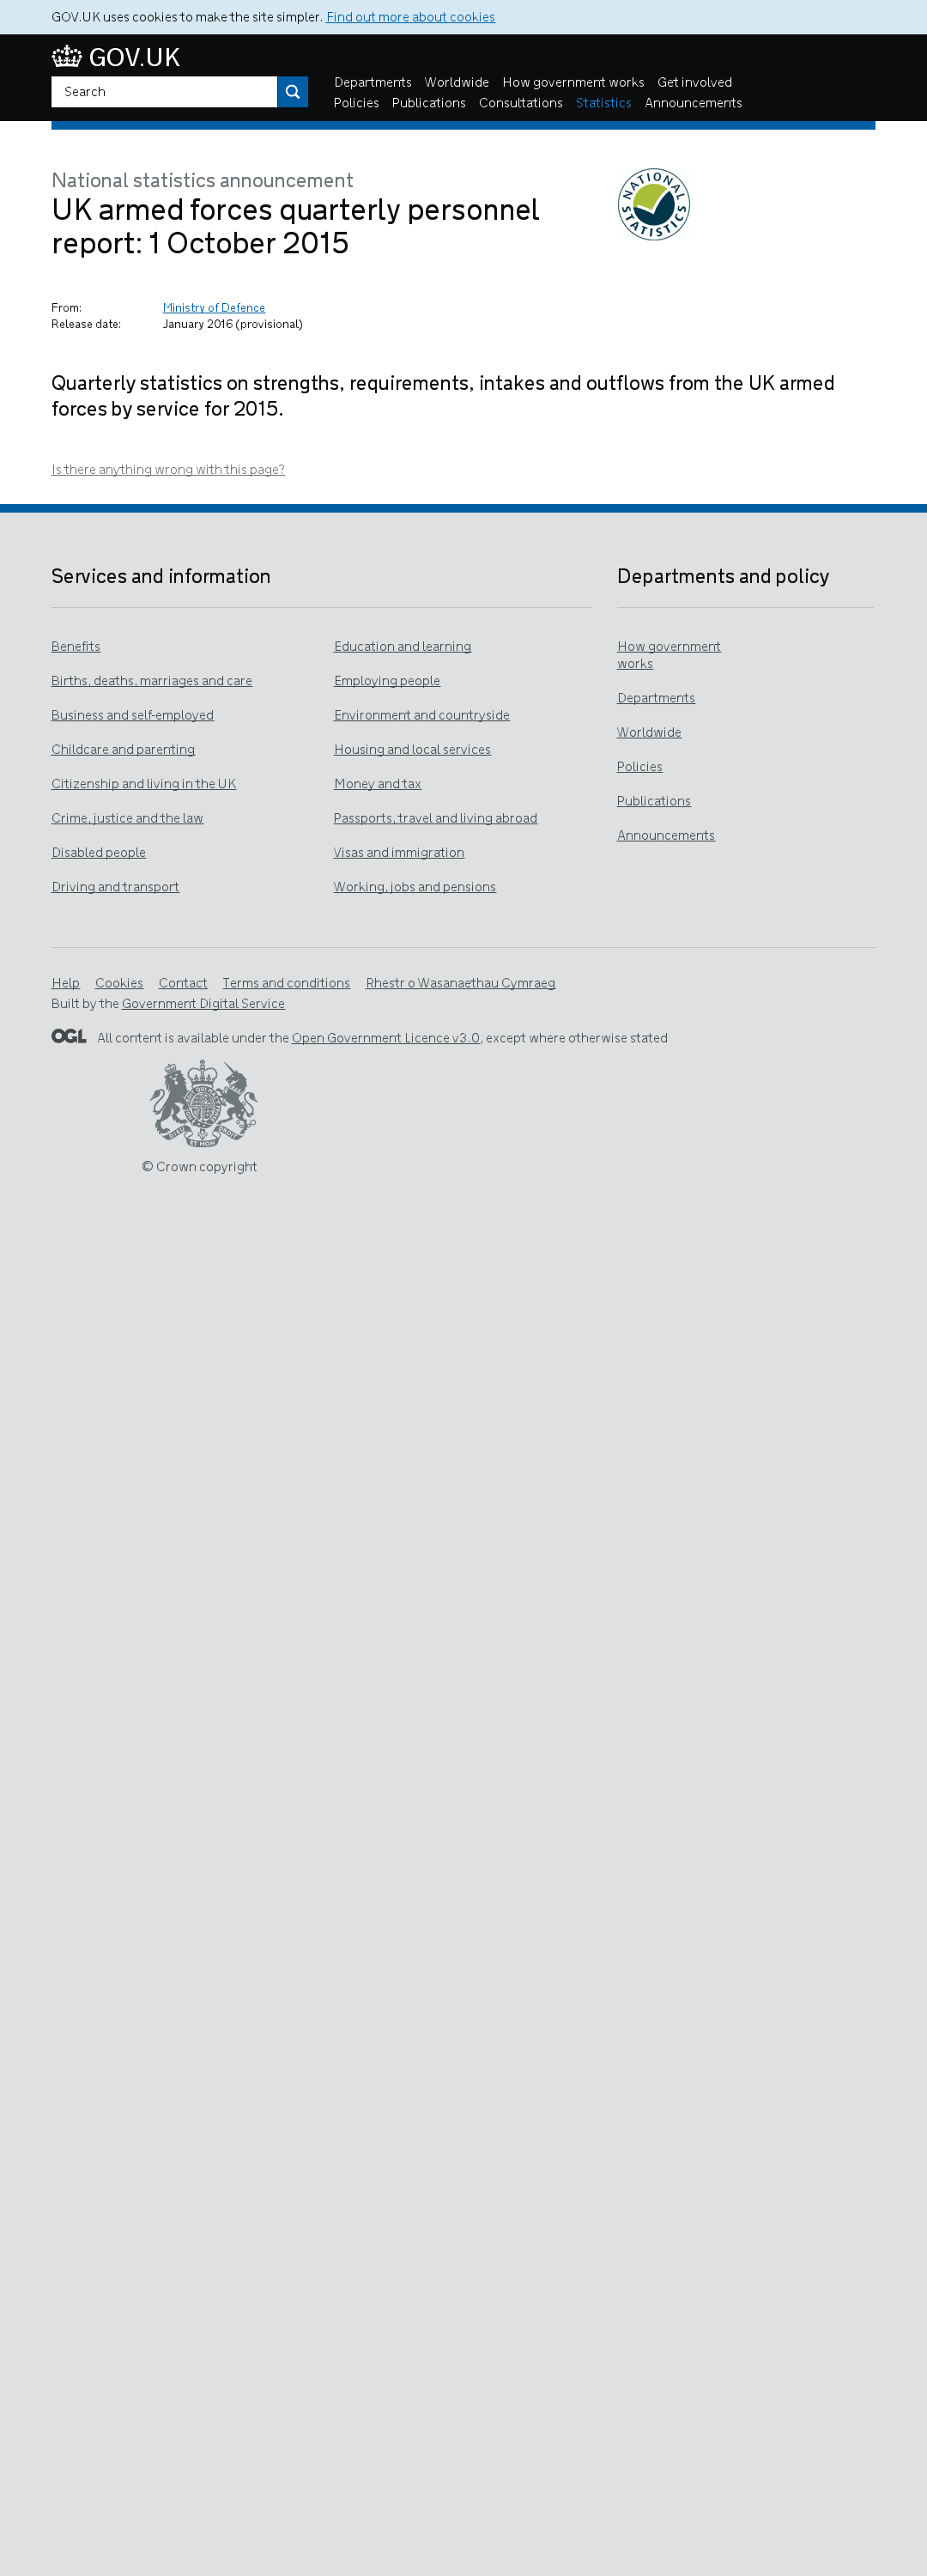 GOV.UK uses cookies to make the site simpler. Find out more about cookies
GOV.UK
Search
Departments Worldwide How government works Get involved
Policies Publications Consultations Statistics Announcements
National statistics announcement
UK armed forces quarterly personnel
report: 1 October 2015
NATIONAL STATISTICS
From: Ministry of Defence
Release date: January 2016 (provisional)
Quarterly statistics on strengths, requirements, intakes and outflows from the UK armed
forces by service for 2015.
Is there anything wrong with this page?
Services and information
Benefits
Births, deaths, marriages and care
Business and self-employed
Childcare and parenting
Citizenship and living in the UK
Crime, justice and the law
Disabled people
Driving and transport
Education and learning
Employing people
Environment and countryside
Housing and local services
Money and tax
Passports, travel and living abroad
Visas and immigration
Working, jobs and pensions
Departments and policy
How government
works
Departments
Worldwide
Policies
Publications
Announcements
Help Cookies Contact Terms and conditions Rhestr o Wasanaethau Cymraeg
Built by the Government Digital Service
OGL All content is available under the Open Government Licence v3.0, except where otherwise stated
DIEU ET MON DROIT
© Crown copyright